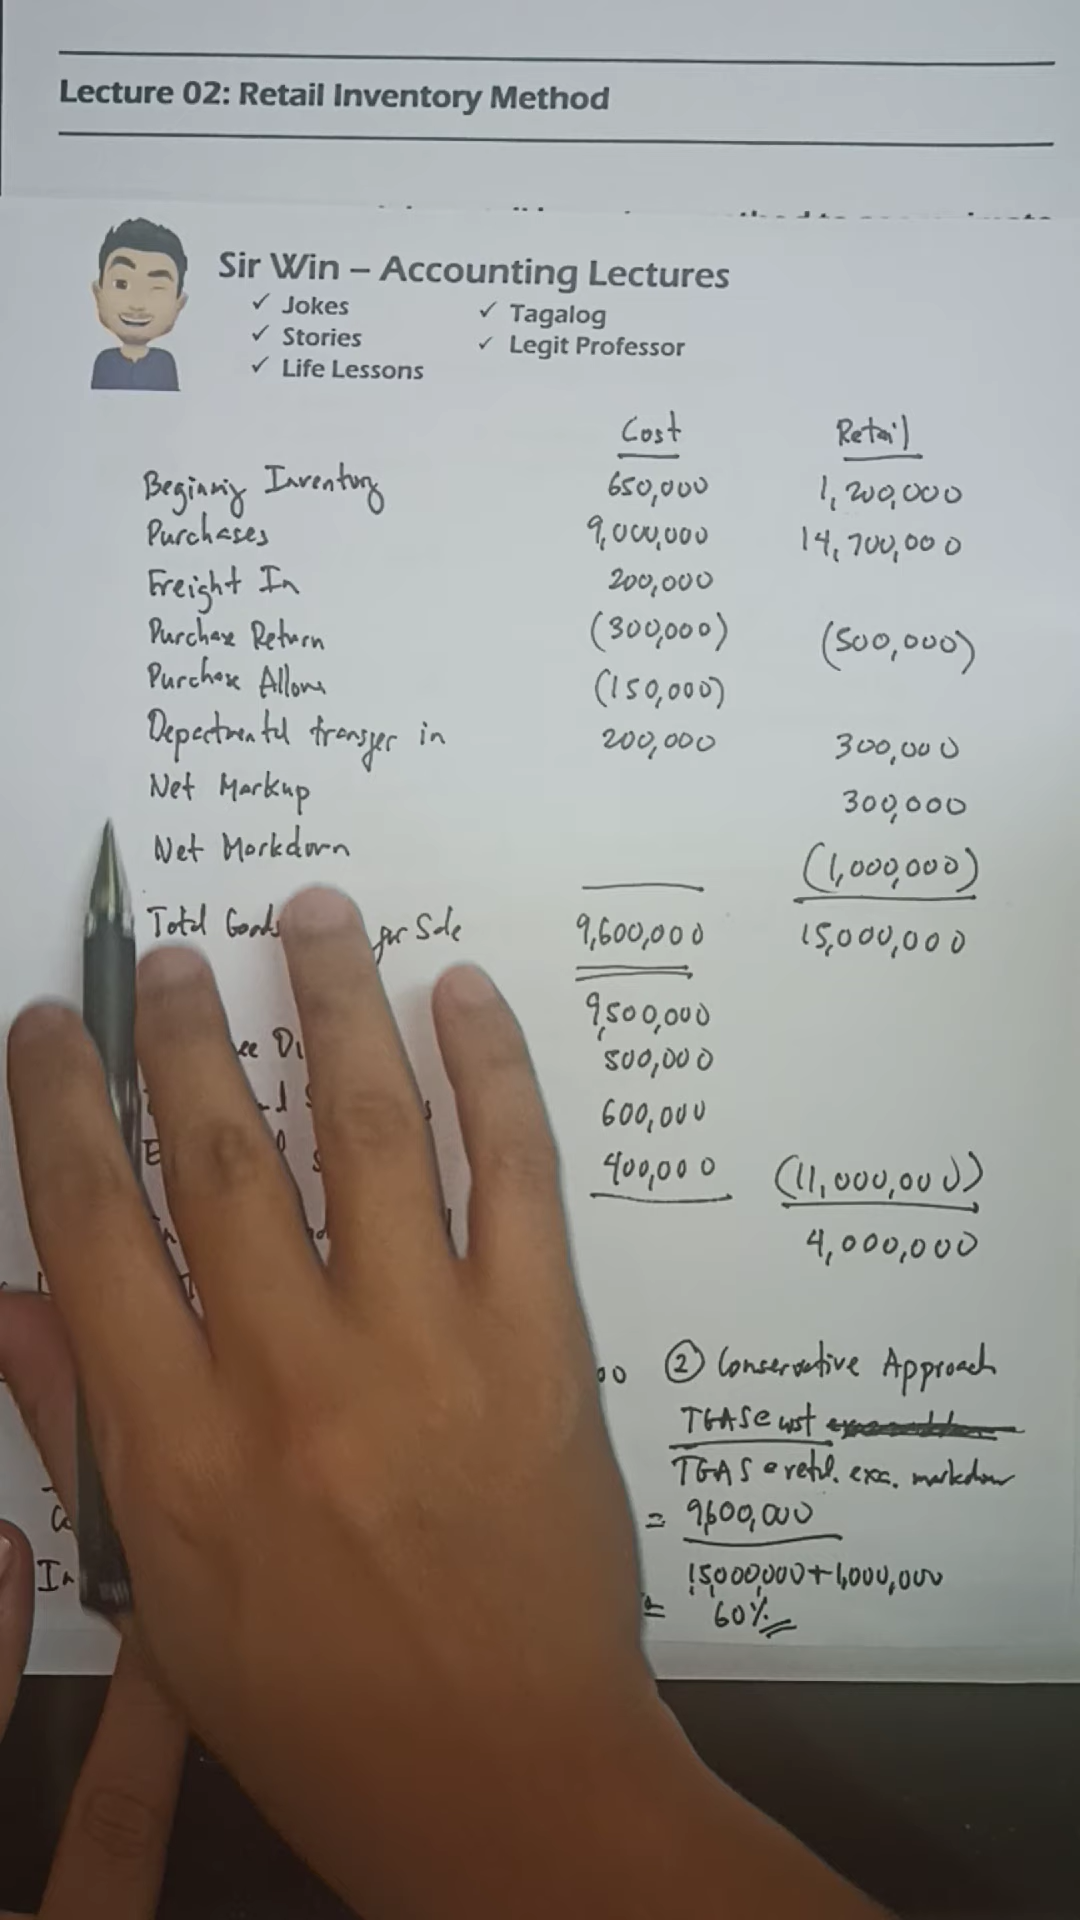 Lecture 02: Retail Inventory Method
Sir Win – Accounting Lectures
✓ Jokes
✓ Stories
✓ Life Lessons
✓ Tagalog
✓ Legit Professor
Cost Retail
Beginnig Inventory 650,000 1,200,000
Purchases 9,000,000 14,700,000
Freight In 200,000
Purchase Return (300,000) (500,000)
Purchase Allow (150,000)
Departmental transfer in 200,000 300,000
Net Markup 300,000
Net Markdown (1,000,000)
Total Goods for Sale 9,600,000 15,000,000
9,500,000
500,000
600,000
400,000 (11,000,000)
4,000,000
② Conservative Approach
TGAS @ cost
TGAS @ retail. exc. markdown
= 9,600,000
15,000,000 + 1,000,000
= 60%